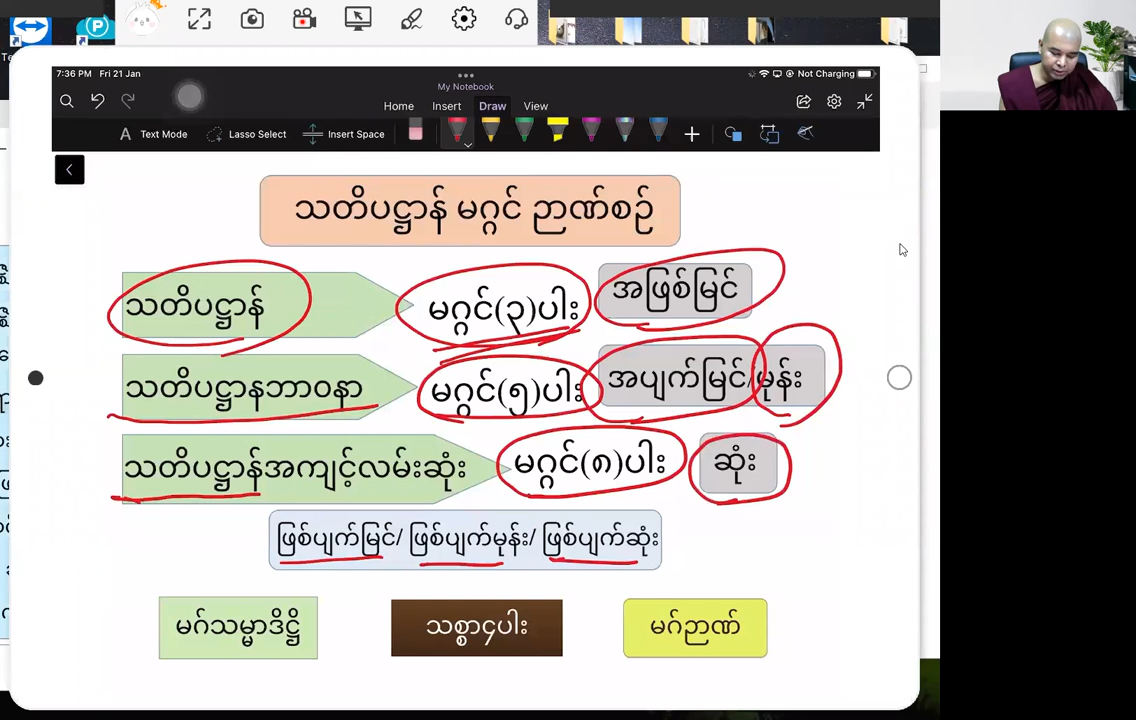 7:36 PM Fri 21 Jan
Not Charging
My Notebook
Home Insert Draw View
Text Mode Lasso Select Insert Space
သတိပဋ္ဌာန် မဂ္ဂင် ဉာဏ်စဉ်
သတိပဋ္ဌာန် မဂ္ဂင်(၃)ပါး အဖြစ်မြင်
သတိပဋ္ဌာနဘာဝနာ မဂ္ဂင်(၅)ပါး အပျက်မြင်/မုန်း
သတိပဋ္ဌာန်အကျင့်လမ်းဆုံး မဂ္ဂင်(၈)ပါး ဆုံး
ဖြစ်ပျက်မြင်/ ဖြစ်ပျက်မုန်း/ ဖြစ်ပျက်ဆုံး
မဂ်သမ္မာဒိဋ္ဌိ သစ္စာ၄ပါး မဂ်ဉာဏ်